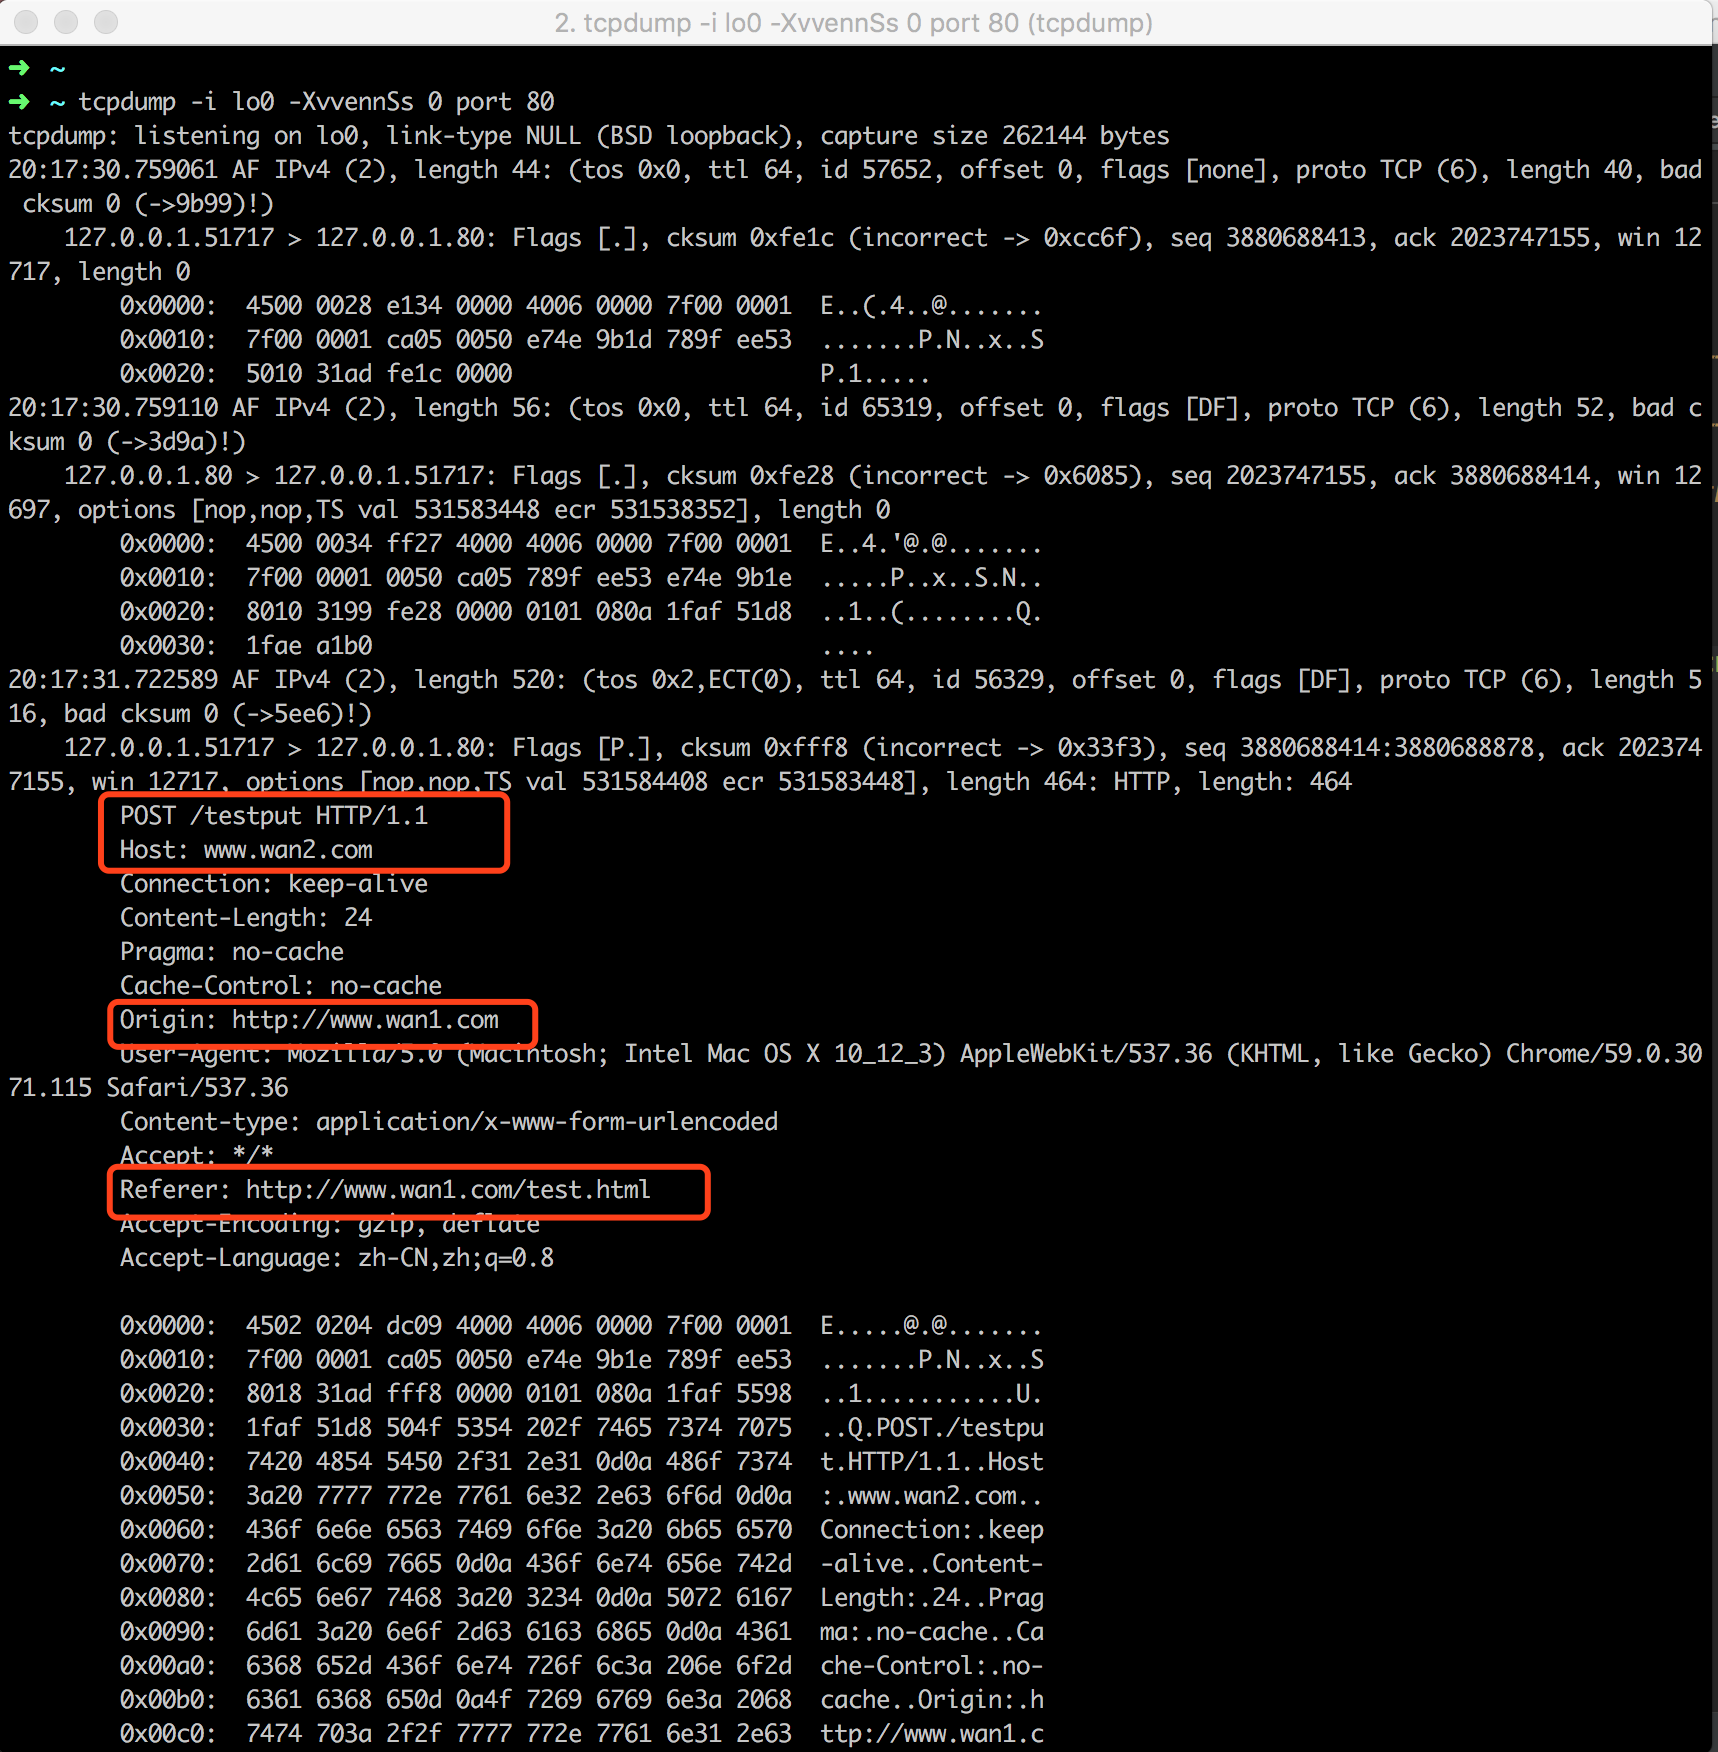 2. tcpdump -i lo0 -XvvennSs 0 port 80 (tcpdump)
➜ ~
➜ ~ tcpdump -i lo0 -XvvennSs 0 port 80
tcpdump: listening on lo0, link-type NULL (BSD loopback), capture size 262144 bytes
20:17:30.759061 AF IPv4 (2), length 44: (tos 0x0, ttl 64, id 57652, offset 0, flags [none], proto TCP (6), length 40, bad
 cksum 0 (->9b99)!)
    127.0.0.1.51717 > 127.0.0.1.80: Flags [.], cksum 0xfe1c (incorrect -> 0xcc6f), seq 3880688413, ack 2023747155, win 12
717, length 0
        0x0000:  4500 0028 e134 0000 4006 0000 7f00 0001  E..(.4..@.......
        0x0010:  7f00 0001 ca05 0050 e74e 9b1d 789f ee53  .......P.N..x..S
        0x0020:  5010 31ad fe1c 0000                      P.1.....
20:17:30.759110 AF IPv4 (2), length 56: (tos 0x0, ttl 64, id 65319, offset 0, flags [DF], proto TCP (6), length 52, bad c
ksum 0 (->3d9a)!)
    127.0.0.1.80 > 127.0.0.1.51717: Flags [.], cksum 0xfe28 (incorrect -> 0x6085), seq 2023747155, ack 3880688414, win 12
697, options [nop,nop,TS val 531583448 ecr 531538352], length 0
        0x0000:  4500 0034 ff27 4000 4006 0000 7f00 0001  E..4.'@.@.......
        0x0010:  7f00 0001 0050 ca05 789f ee53 e74e 9b1e  .....P..x..S.N..
        0x0020:  8010 3199 fe28 0000 0101 080a 1faf 51d8  ..1..(........Q.
        0x0030:  1fae a1b0                                ....
20:17:31.722589 AF IPv4 (2), length 520: (tos 0x2,ECT(0), ttl 64, id 56329, offset 0, flags [DF], proto TCP (6), length 5
16, bad cksum 0 (->5ee6)!)
    127.0.0.1.51717 > 127.0.0.1.80: Flags [P.], cksum 0xfff8 (incorrect -> 0x33f3), seq 3880688414:3880688878, ack 202374
7155, win 12717, options [nop,nop,TS val 531584408 ecr 531583448], length 464: HTTP, length: 464
        POST /testput HTTP/1.1
        Host: www.wan2.com
        Connection: keep-alive
        Content-Length: 24
        Pragma: no-cache
        Cache-Control: no-cache
        Origin: http://www.wan1.com
        User-Agent: Mozilla/5.0 (Macintosh; Intel Mac OS X 10_12_3) AppleWebKit/537.36 (KHTML, like Gecko) Chrome/59.0.30
71.115 Safari/537.36
        Content-type: application/x-www-form-urlencoded
        Accept: */*
        Referer: http://www.wan1.com/test.html
        Accept-Encoding: gzip, deflate
        Accept-Language: zh-CN,zh;q=0.8
        0x0000:  4502 0204 dc09 4000 4006 0000 7f00 0001  E.....@.@.......
        0x0010:  7f00 0001 ca05 0050 e74e 9b1e 789f ee53  .......P.N..x..S
        0x0020:  8018 31ad fff8 0000 0101 080a 1faf 5598  ..1...........U.
        0x0030:  1faf 51d8 504f 5354 202f 7465 7374 7075  ..Q.POST./testpu
        0x0040:  7420 4854 5450 2f31 2e31 0d0a 486f 7374  t.HTTP/1.1..Host
        0x0050:  3a20 7777 772e 7761 6e32 2e63 6f6d 0d0a  :.www.wan2.com..
        0x0060:  436f 6e6e 6563 7469 6f6e 3a20 6b65 6570  Connection:.keep
        0x0070:  2d61 6c69 7665 0d0a 436f 6e74 656e 742d  -alive..Content-
        0x0080:  4c65 6e67 7468 3a20 3234 0d0a 5072 6167  Length:.24..Prag
        0x0090:  6d61 3a20 6e6f 2d63 6163 6865 0d0a 4361  ma:.no-cache..Ca
        0x00a0:  6368 652d 436f 6e74 726f 6c3a 206e 6f2d  che-Control:.no-
        0x00b0:  6361 6368 650d 0a4f 7269 6769 6e3a 2068  cache..Origin:.h
        0x00c0:  7474 703a 2f2f 7777 772e 7761 6e31 2e63  ttp://www.wan1.c